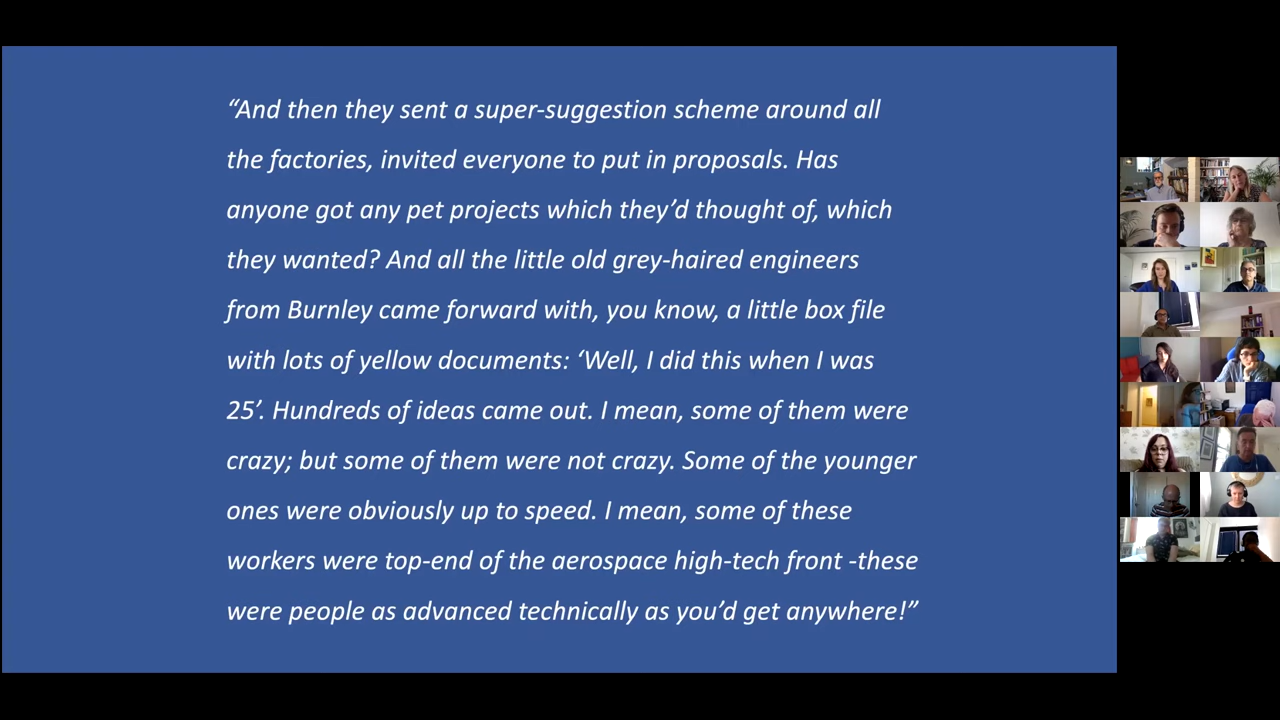 “And then they sent a super-suggestion scheme around all
the factories, invited everyone to put in proposals. Has
anyone got any pet projects which they’d thought of, which
they wanted? And all the little old grey-haired engineers
from Burnley came forward with, you know, a little box file
with lots of yellow documents: ‘Well, I did this when I was
25’. Hundreds of ideas came out. I mean, some of them were
crazy; but some of them were not crazy. Some of the younger
ones were obviously up to speed. I mean, some of these
workers were top-end of the aerospace high-tech front -these
were people as advanced technically as you’d get anywhere!”